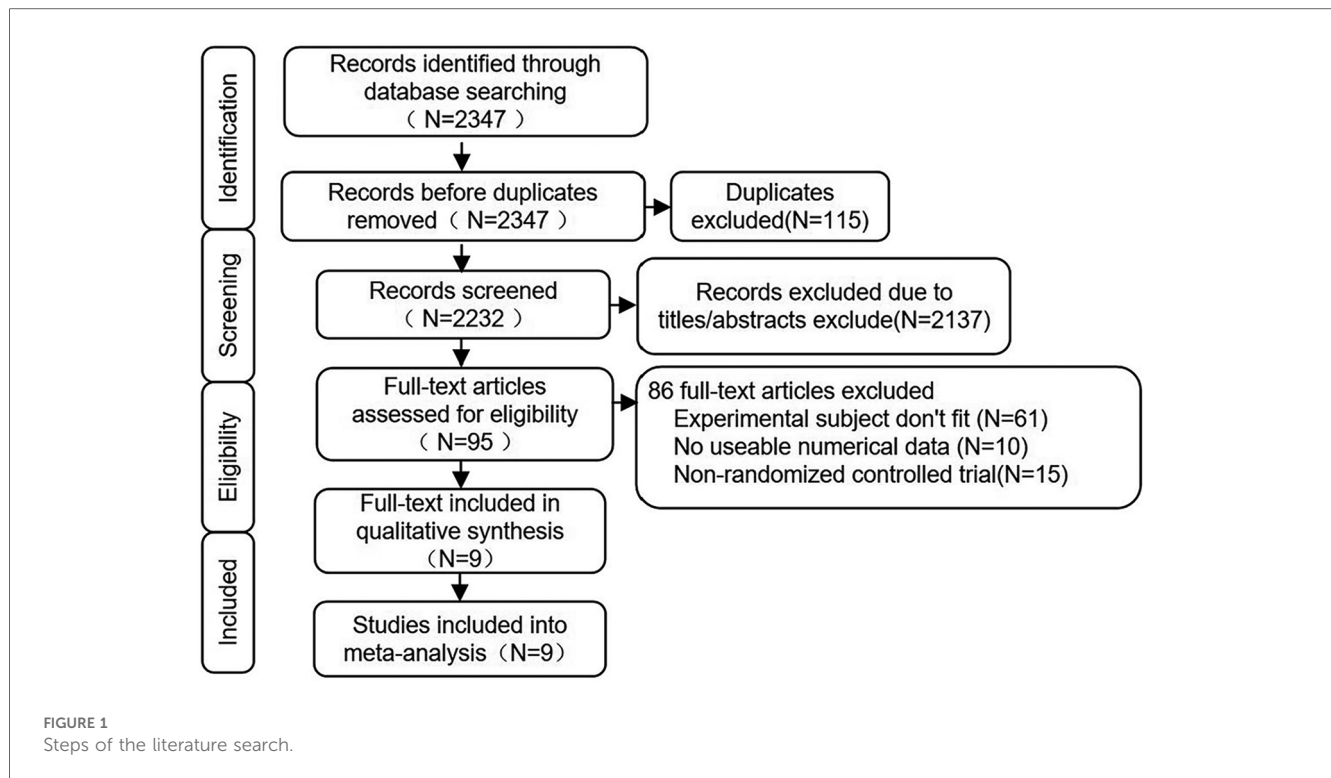 Identification
Records identified through
database searching
（ N=2347 ）
Records before duplicates
removed （ N=2347 ）
Duplicates
excluded(N=115)
Screening
Records screened
（N=2232）
Records excluded due to
titles/abstracts exclude(N=2137)
Eligibility
Full-text articles
assessed for eligibility
（ N=95 ）
86 full-text articles excluded
Experimental subject don't fit (N=61)
No useable numerical data (N=10)
Non-randomized controlled trial(N=15)
Full-text included in
qualitative synthesis
（N=9）
Included
Studies included into
meta-analysis（N=9）
FIGURE 1
Steps of the literature search.